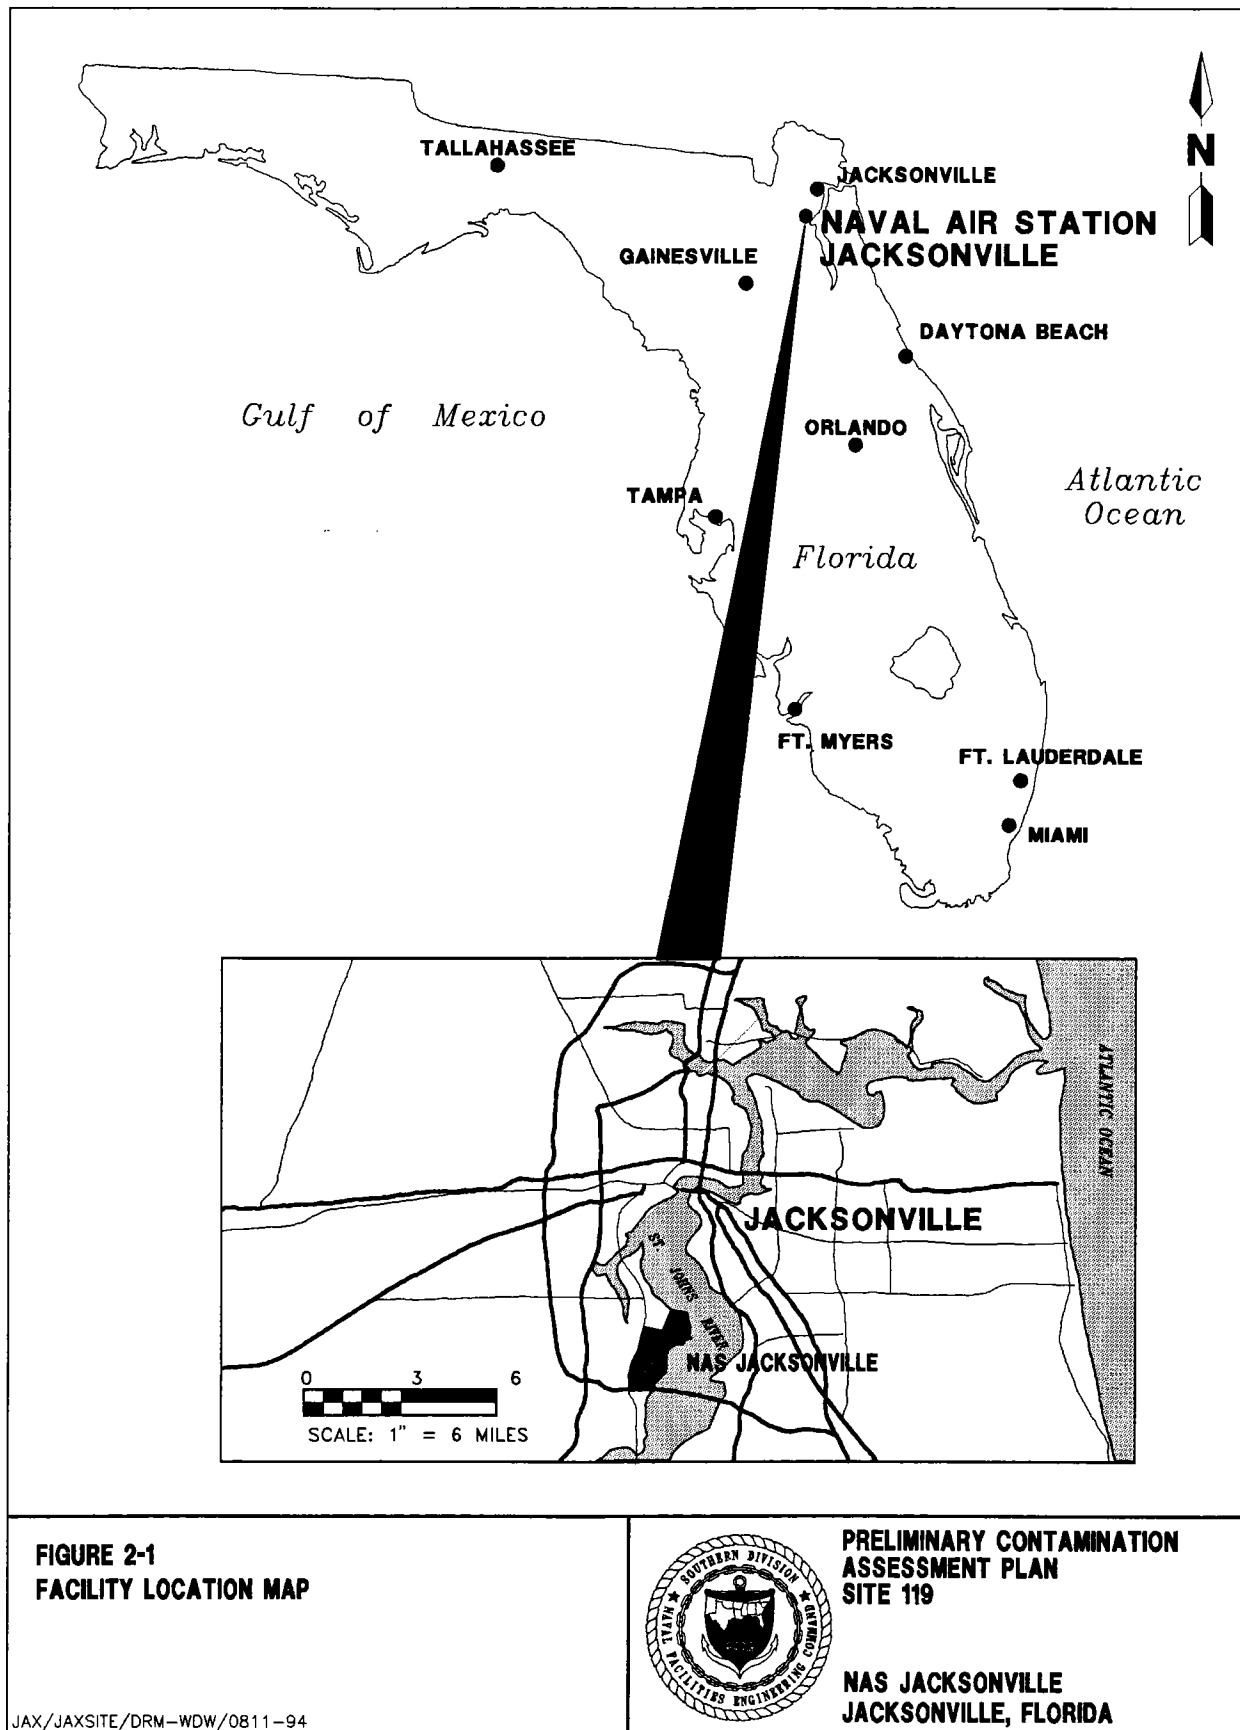 TALLAHASSEE
N
JACKSONVILLE
NAVAL AIR STATION
JACKSONVILLE
GAINESVILLE
DAYTONA BEACH
Gulf of Mexico
ORLANDO
Atlantic
Ocean
TAMPA
Florida
FT. MYERS
FT. LAUDERDALE
MIAMI
ATLANTIC OCEAN
JACKSONVILLE
ST. JOHNS RIVER
NAS JACKSONVILLE
0 3 6
SCALE: 1" = 6 MILES
FIGURE 2-1
FACILITY LOCATION MAP
SOUTHERN DIVISION
NAVAL FACILITIES ENGINEERING COMMAND
PRELIMINARY CONTAMINATION
ASSESSMENT PLAN
SITE 119
NAS JACKSONVILLE
JACKSONVILLE, FLORIDA
JAX/JAXSITE/DRM-WDW/0811-94